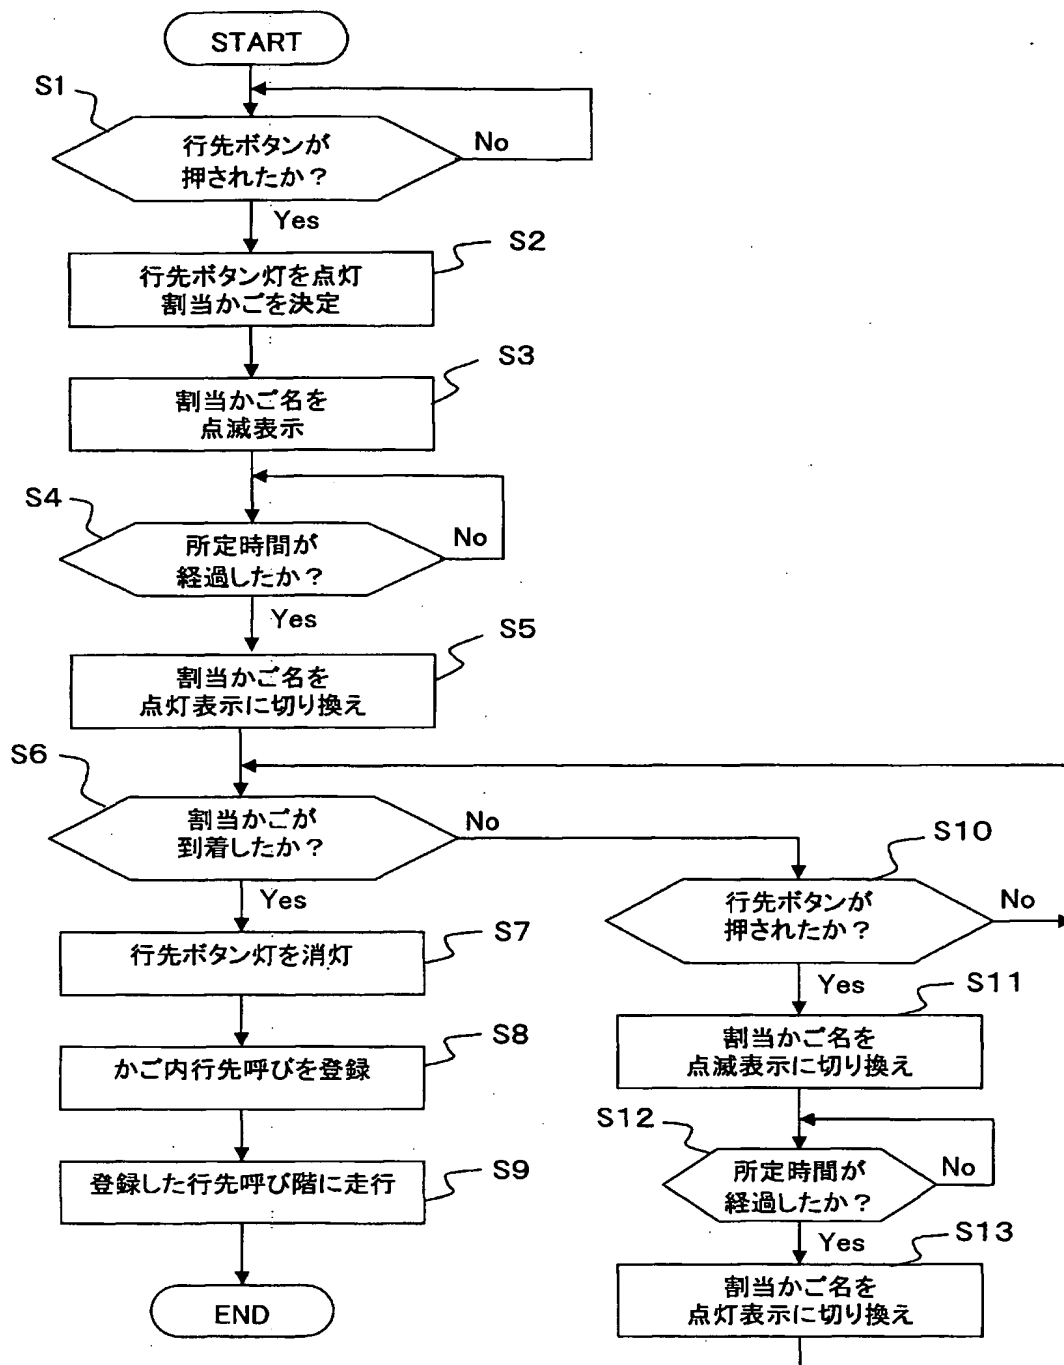 START
S1
行先ボタンが
押されたか?
No
Yes
S2
行先ボタン灯を点灯
割当かごを決定
S3
割当かご名を
点滅表示
S4
所定時間が
経過したか?
No
Yes
S5
割当かご名を
点灯表示に切り換え
S6
割当かごが
到着したか?
No
Yes
S7
行先ボタン灯を消灯
S8
かご内行先呼びを登録
S9
登録した行先呼び階に走行
END
S10
行先ボタンが
押されたか?
No
Yes
S11
割当かご名を
点滅表示に切り換え
S12
所定時間が
経過したか?
No
Yes
S13
割当かご名を
点灯表示に切り換え